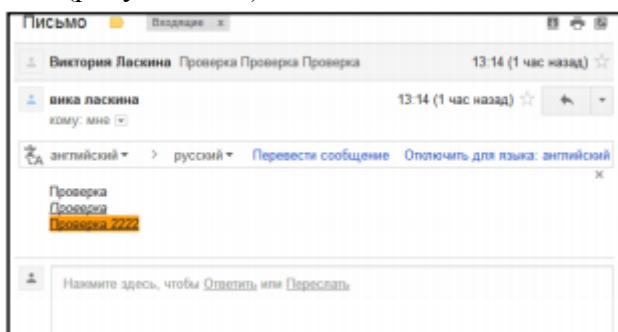 Письмо Входящие x
Виктория Ласкина Проверка Проверка Проверка 13:14 (1 час назад)
вика ласкина 13:14 (1 час назад)
кому: мне
английский > русский Перевести сообщение Отключить для языка: английский
x
Проверка
Проверка
Проверка 2222
Нажмите здесь, чтобы Ответить или Переслать